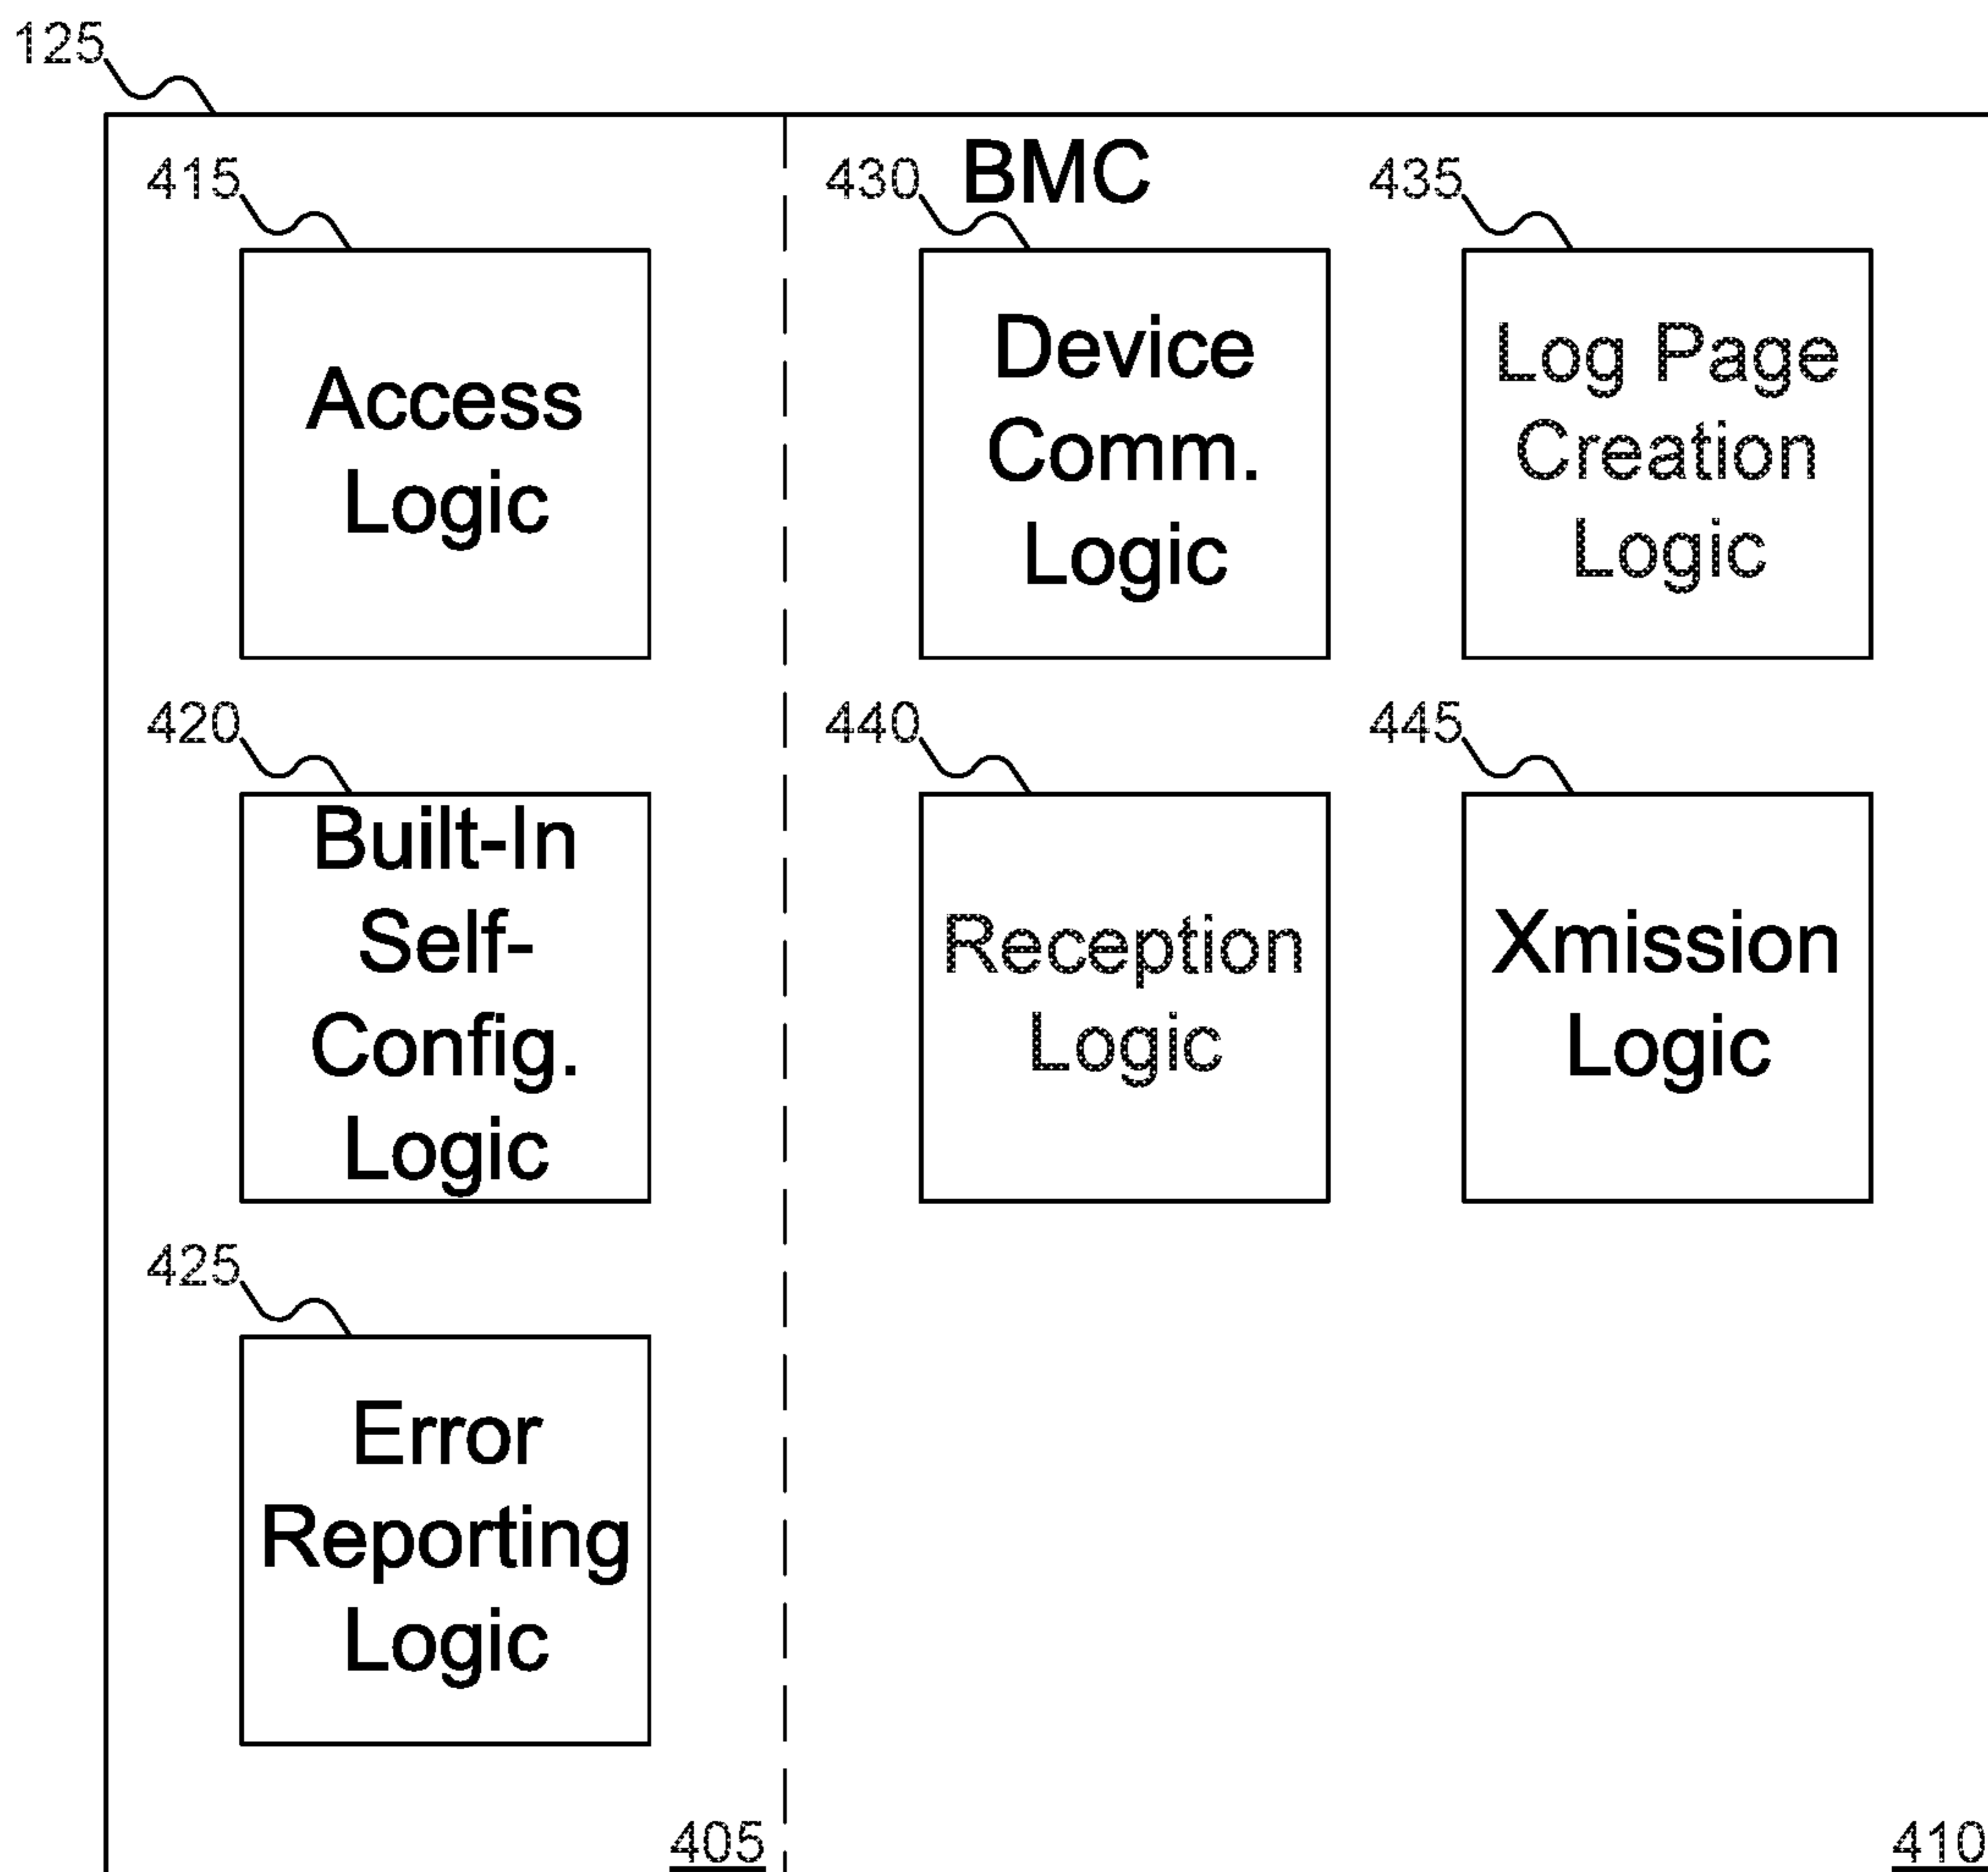 125
BMC
415
Access
Logic
430
Device
Comm.
Logic
435
Log Page
Creation
Logic
420
Built-In
Self-
Config.
Logic
440
Reception
Logic
445
Xmission
Logic
425
Error
Reporting
Logic
405
410